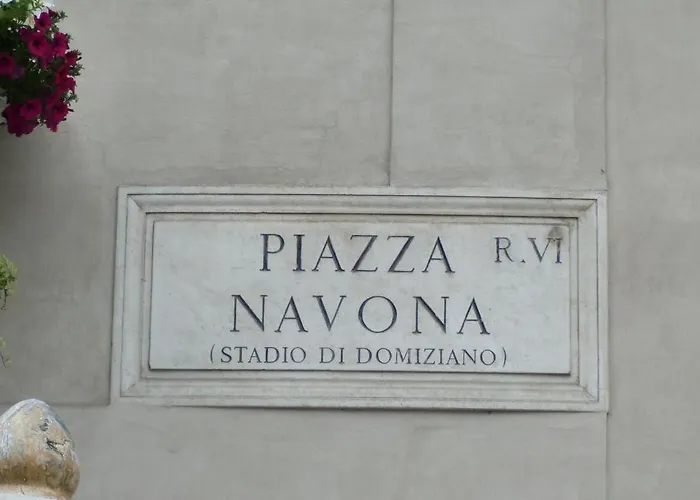 PIAZZA R.VI
NAVONA
(STADIO DI DOMIZIANO)